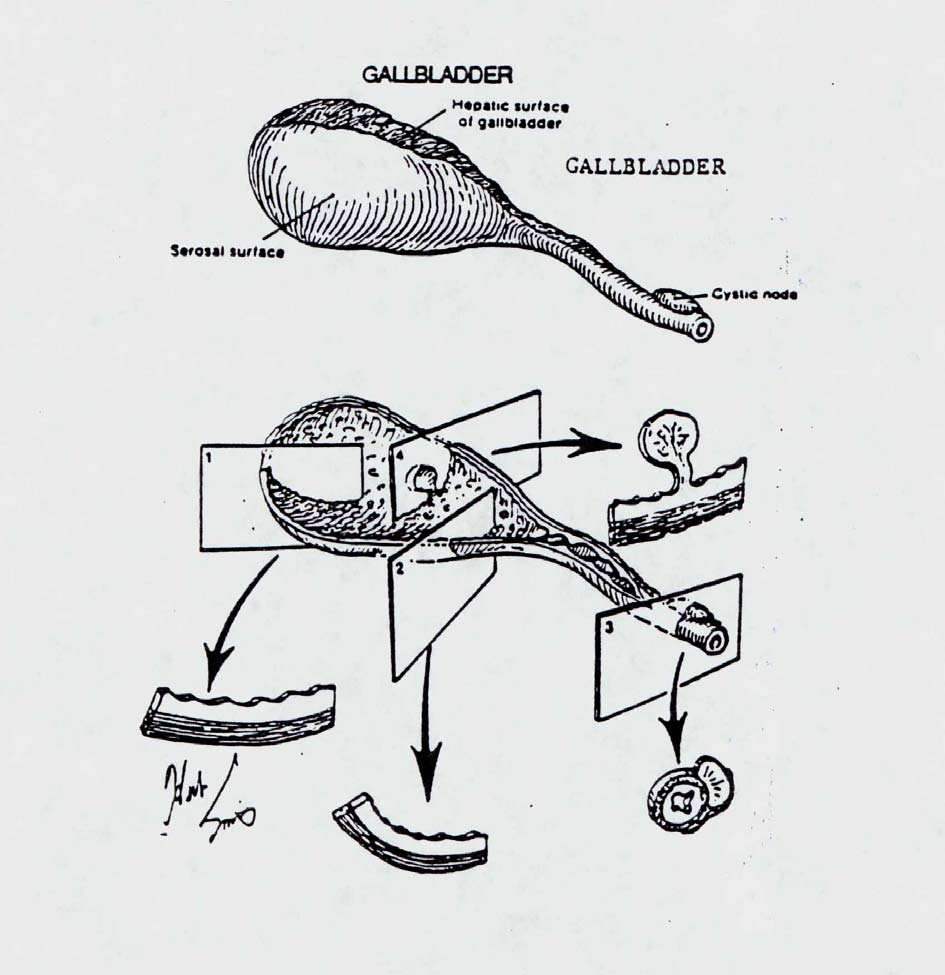 GALLBLADDER
Hepatic surface
of gallbladder
GALLBLADDER
Serosal surface
Cystic node
1
4
2
3